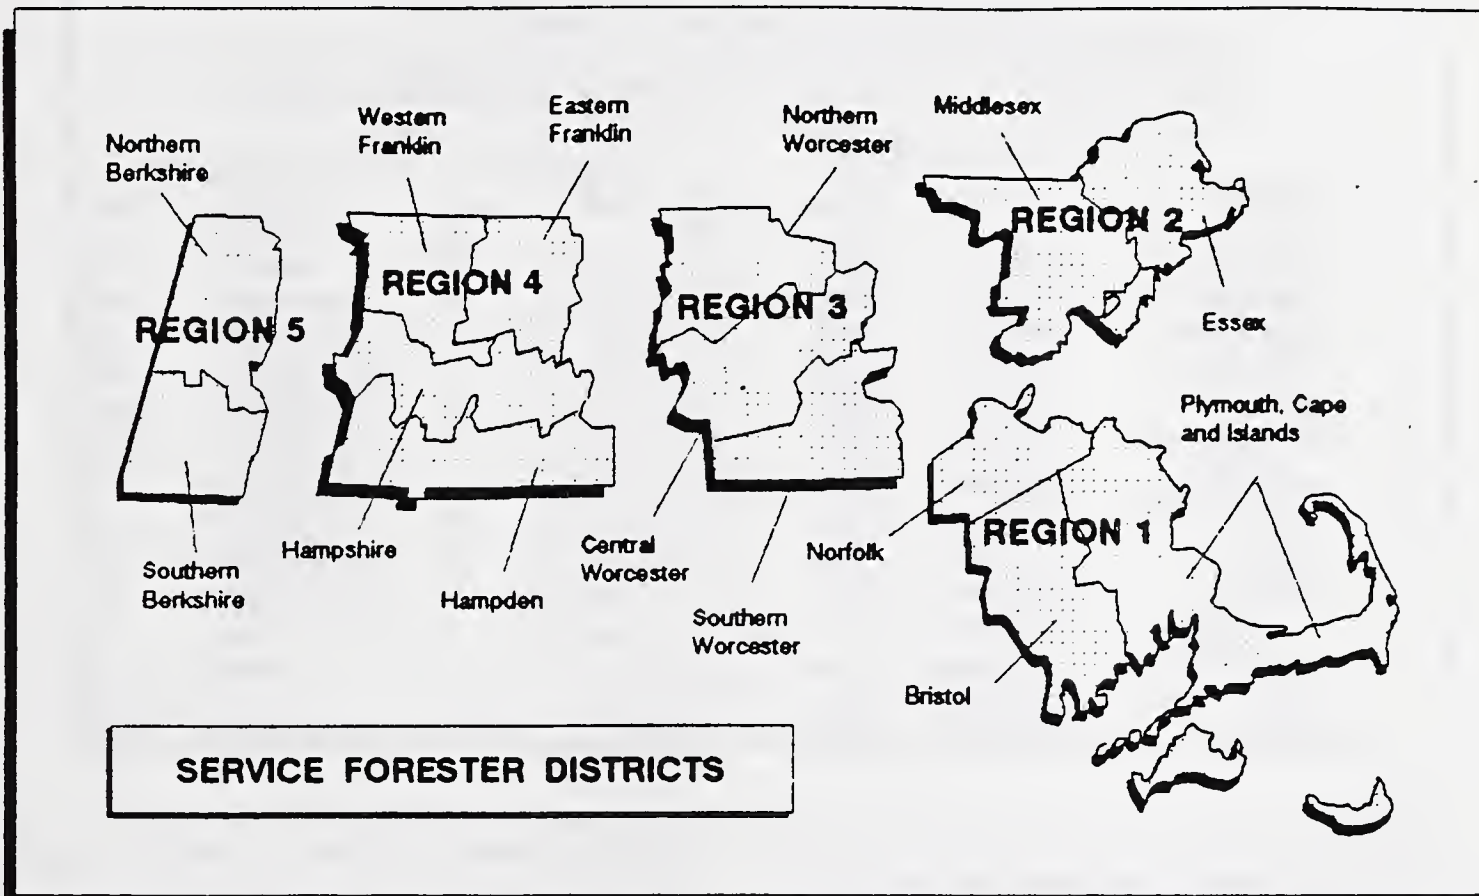 Northern
Berkshire
Western
Franklin
Eastern
Franklin
Northern
Worcester
Middlesex
REGION 5
REGION 4
REGION 3
REGION 2
Essex
Southern
Berkshire
Hampshire
Hampden
Central
Worcester
Southern
Worcester
Plymouth, Cape
and Islands
Norfolk
REGION 1
Bristol
SERVICE FORESTER DISTRICTS